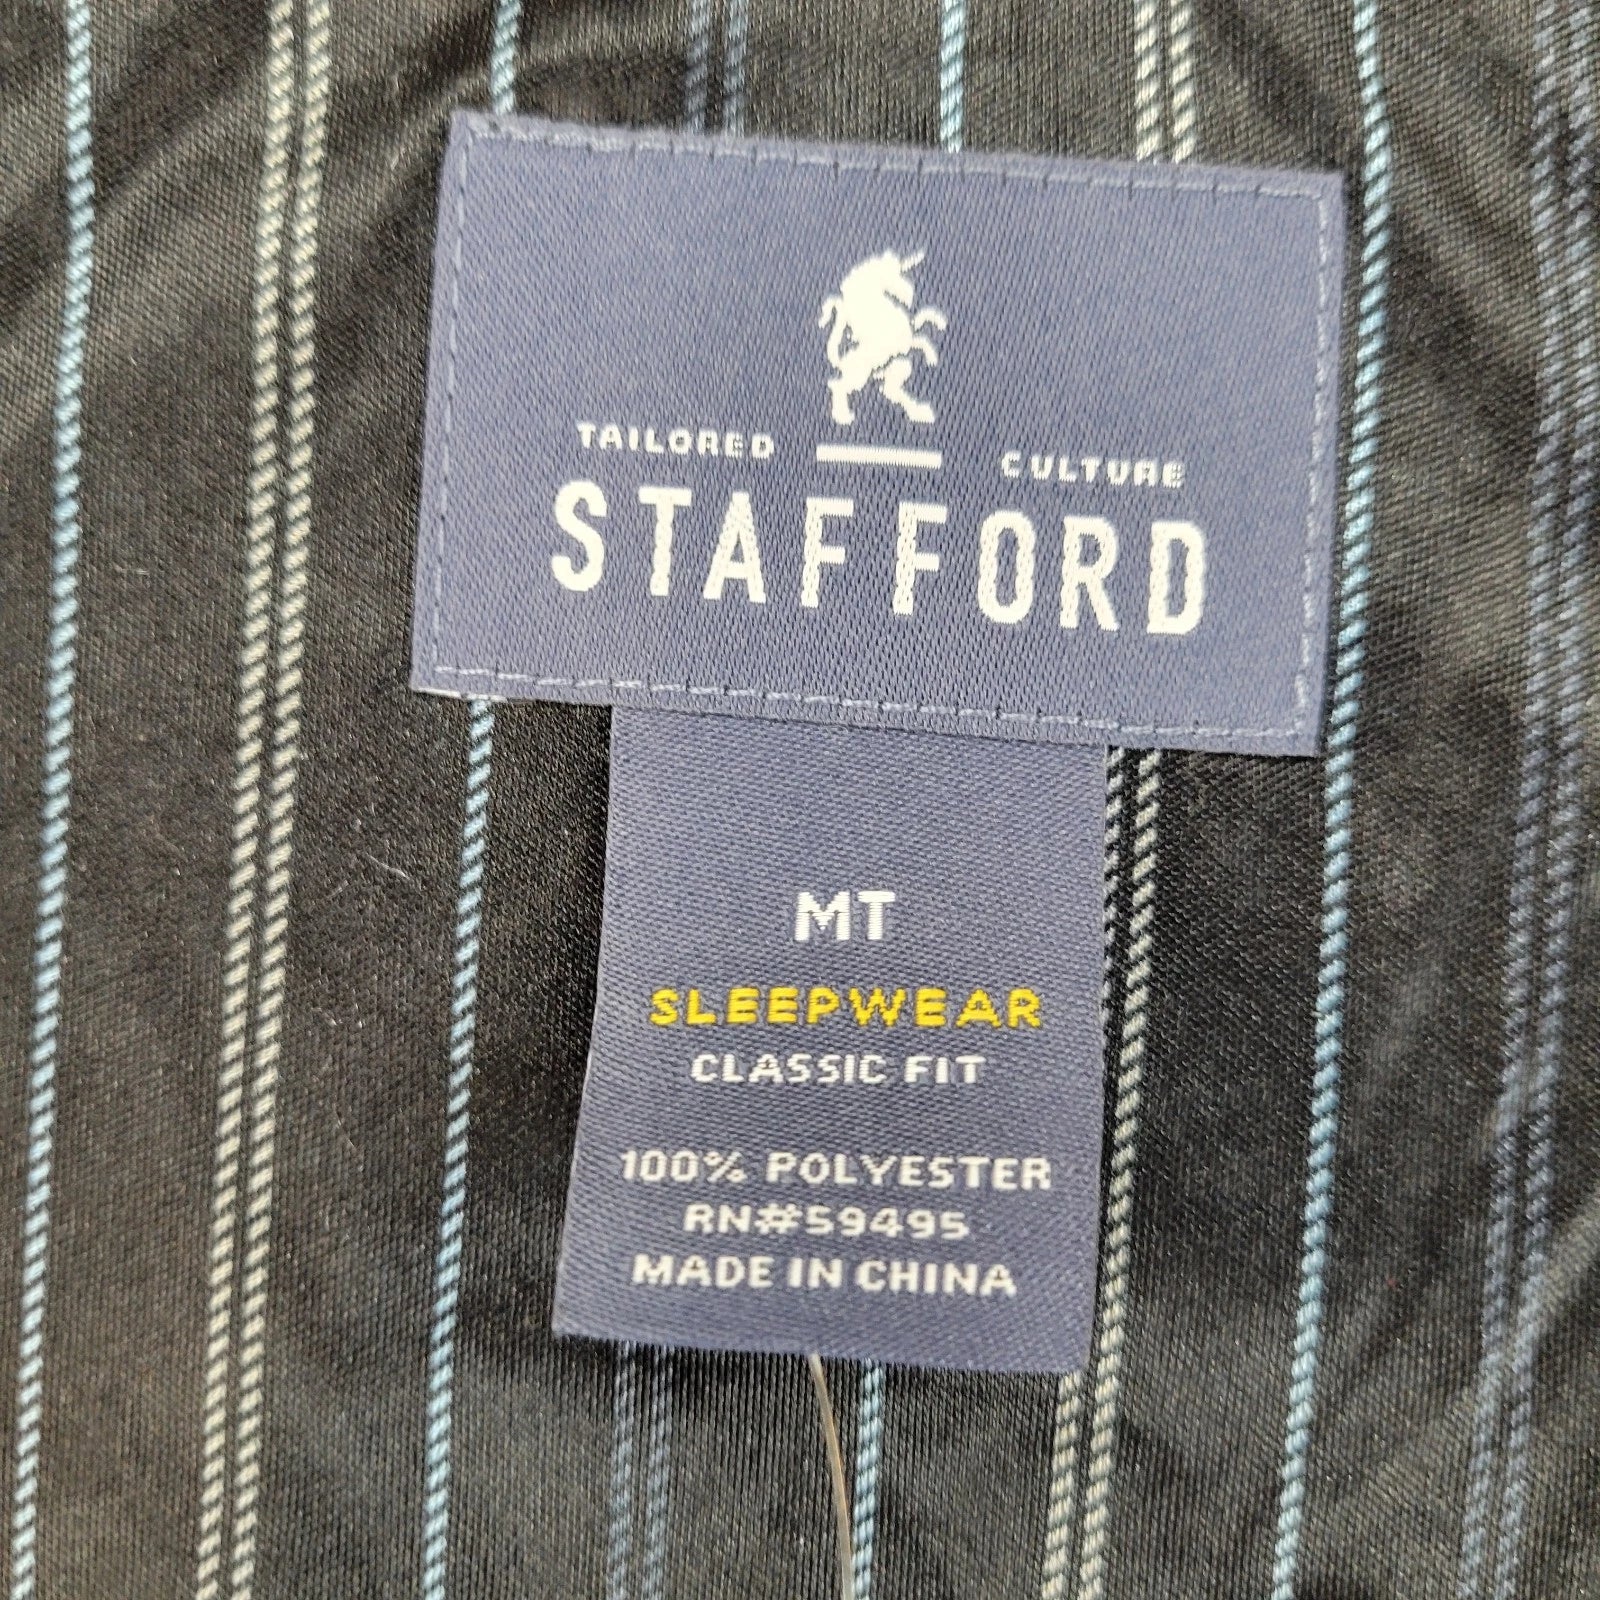 TAILORED CULTURE
STAFFORD
MT
SLEEPWEAR
CLASSIC FIT
100% POLYESTER
RN#59495
MADE IN CHINA